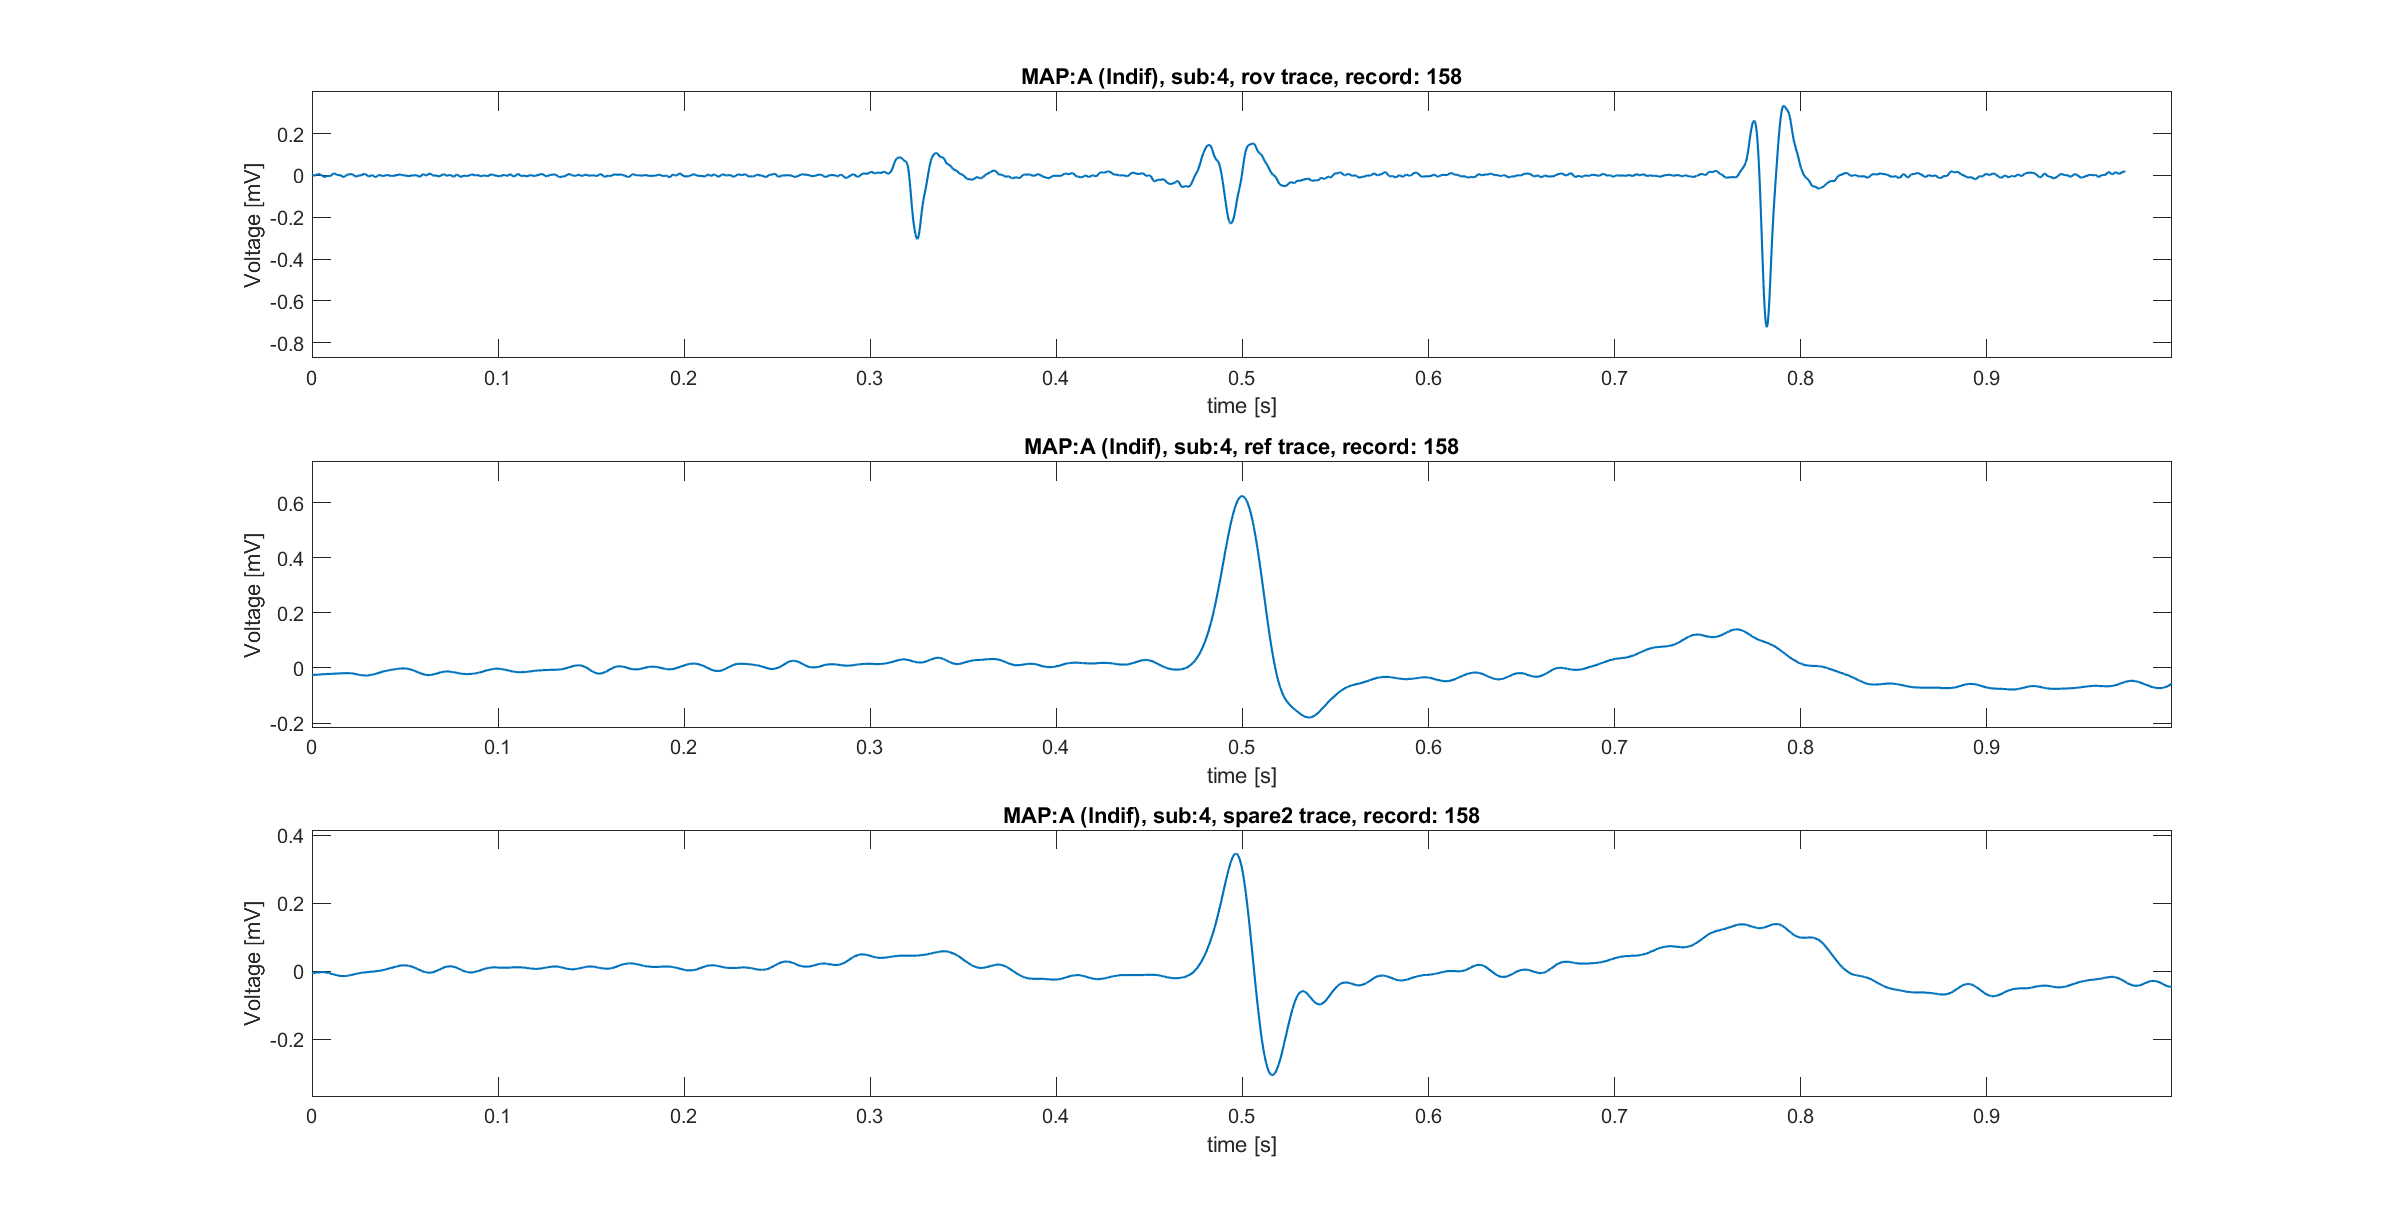 MAP:A (Indif), sub:4, rov trace, record: 158
Voltage [mV]
0.2
0
-0.2
-0.4
-0.6
-0.8
0 0.1 0.2 0.3 0.4 0.5 0.6 0.7 0.8 0.9
time [s]
MAP:A (Indif), sub:4, ref trace, record: 158
Voltage [mV]
0.6
0.4
0.2
0
-0.2
0 0.1 0.2 0.3 0.4 0.5 0.6 0.7 0.8 0.9
time [s]
MAP:A (Indif), sub:4, spare2 trace, record: 158
Voltage [mV]
0.4
0.2
0
-0.2
0 0.1 0.2 0.3 0.4 0.5 0.6 0.7 0.8 0.9
time [s]